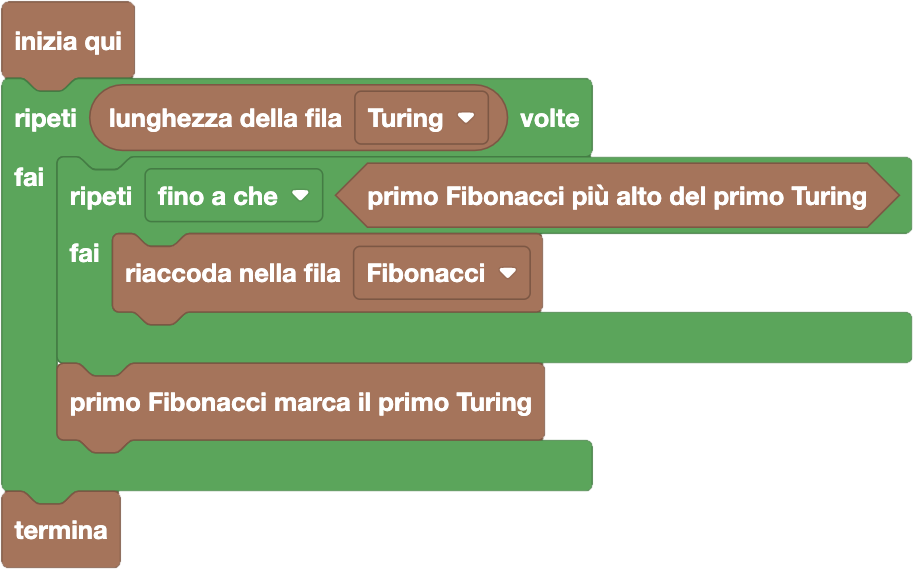 inizia qui
ripeti lunghezza della fila Turing volte
fai
ripeti fino a che primo Fibonacci più alto del primo Turing
fai
riaccoda nella fila Fibonacci
primo Fibonacci marca il primo Turing
termina